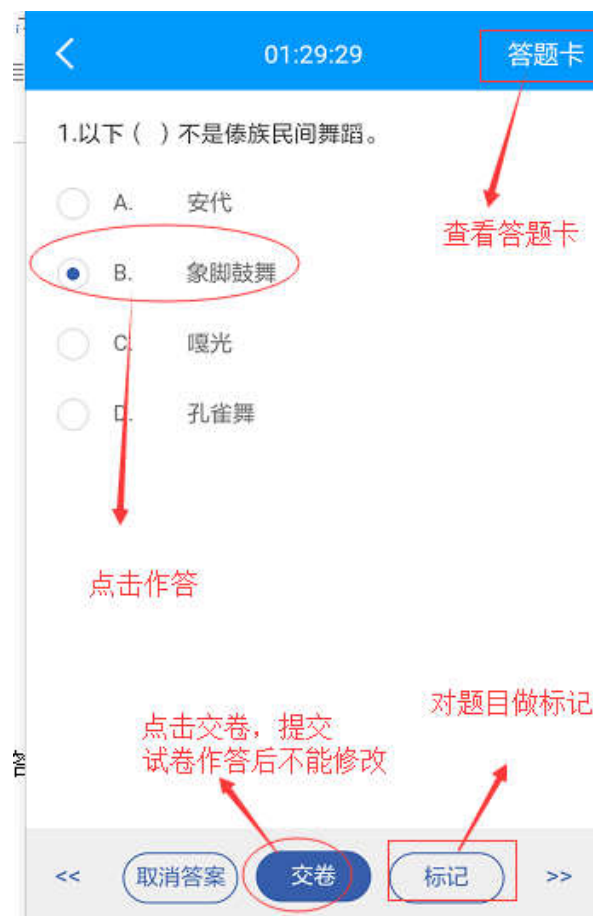 01:29:29
答题卡
1.以下（ ）不是傣族民间舞蹈。
A. 安代
查看答题卡
B. 象脚鼓舞
C. 嘎光
D. 孔雀舞
点击作答
对题目做标记
点击交卷，提交
试卷作答后不能修改
答
<< 取消答案 交卷 标记 >>